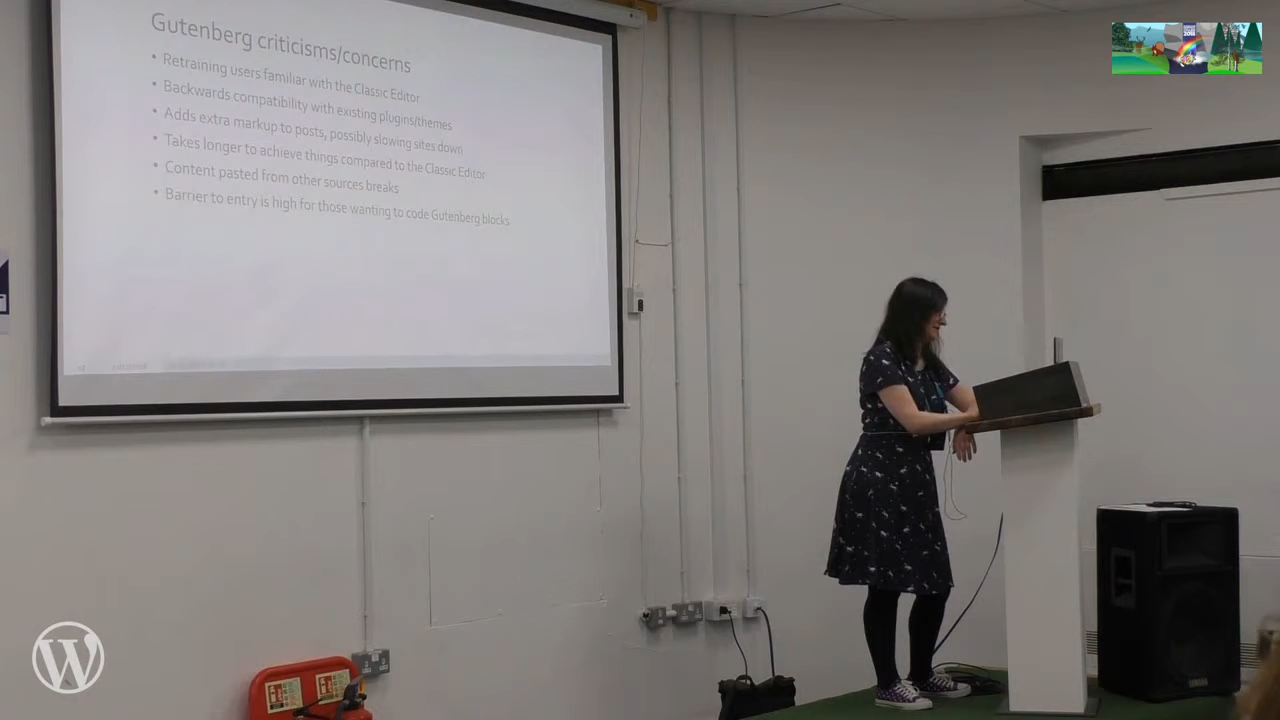 Gutenberg criticisms/concerns
• Retraining users familiar with the Classic Editor
• Backwards compatibility with existing plugins/themes
• Adds extra markup to posts, possibly slowing sites down
• Takes longer to achieve things compared to the Classic Editor
• Content pasted from other sources breaks
• Barrier to entry is high for those wanting to code Gutenberg blocks